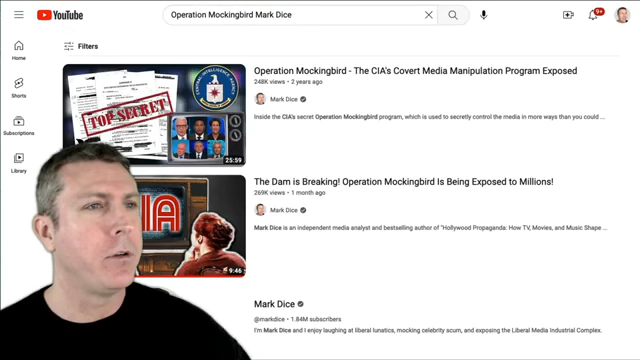 YouTube
Operation Mockingbird Mark Dice
9+
Home
Shorts
Subscriptions
Library
Filters
TOP SECRET
CENTRAL INTELLIGENCE AGENCY
25:59
Operation Mockingbird - The CIA's Covert Media Manipulation Program Exposed
248K views • 2 years ago
Mark Dice
Inside the CIA's secret Operation Mockingbird program, which is used to secretly control the media in more ways than you could ...
IA
9:46
The Dam is Breaking! Operation Mockingbird Is Being Exposed to Millions!
269K views • 1 month ago
Mark Dice
Mark Dice is an independent media analyst and bestselling author of "Hollywood Propaganda: How TV, Movies, and Music Shape ...
Mark Dice
@markdice • 1.84M subscribers
I'm Mark Dice and I enjoy laughing at liberal lunatics, mocking celebrity scum, and exposing the Liberal Media Industrial Complex.